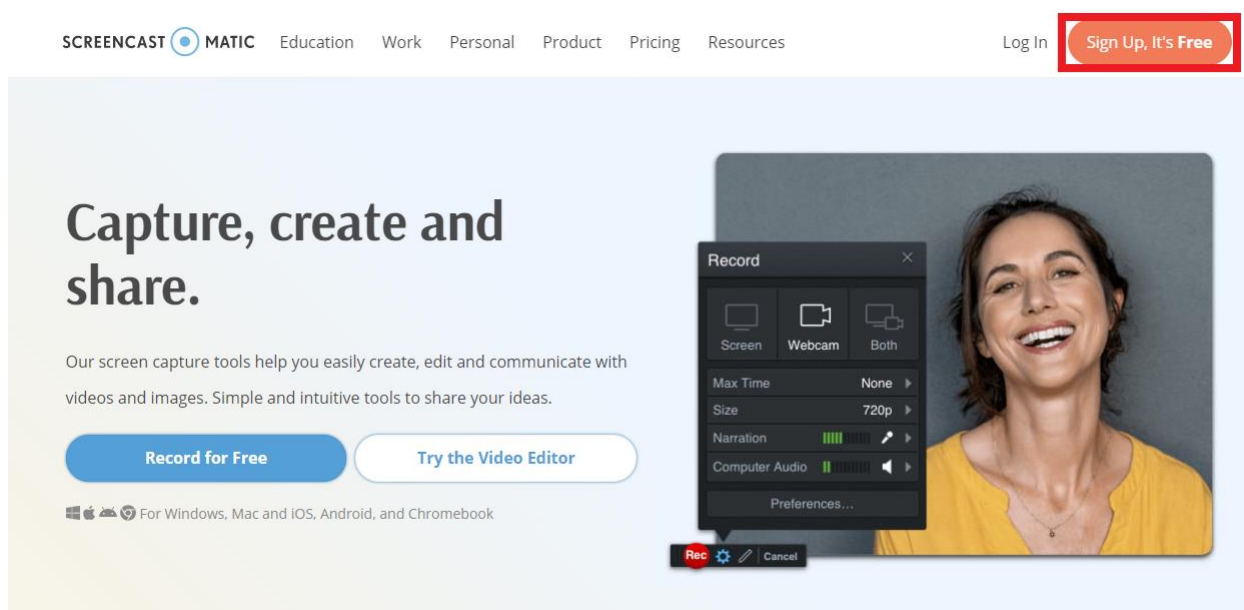 SCREENCAST MATIC Education Work Personal Product Pricing Resources Log In Sign Up, It's Free
Capture, create and
share.
Our screen capture tools help you easily create, edit and communicate with
videos and images. Simple and intuitive tools to share your ideas.
Record for Free Try the Video Editor
For Windows, Mac and iOS, Android, and Chromebook
Record
Screen Webcam Both
Max Time None
Size 720p
Narration
Computer Audio
Preferences...
Rec Cancel